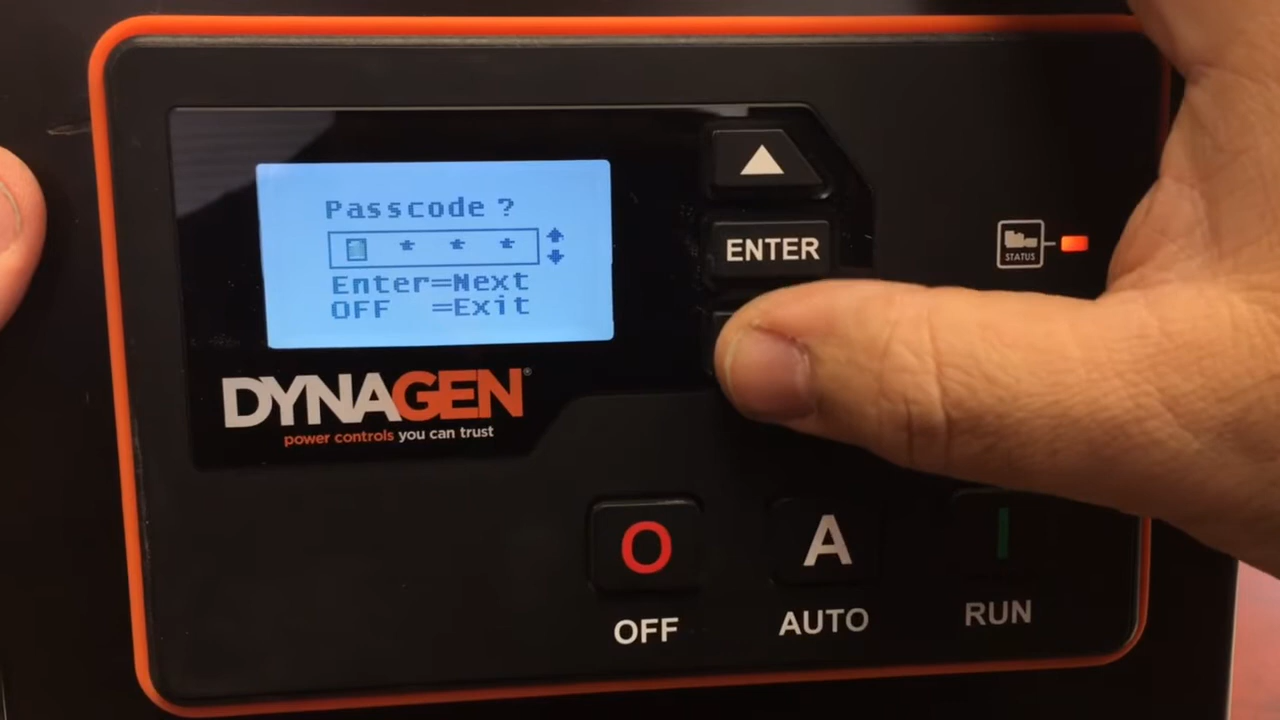 Passcode ?
* * *
Enter=Next
OFF =Exit
DYNAGEN®
power controls you can trust
ENTER
STATUS
O
OFF
A
AUTO
I
RUN